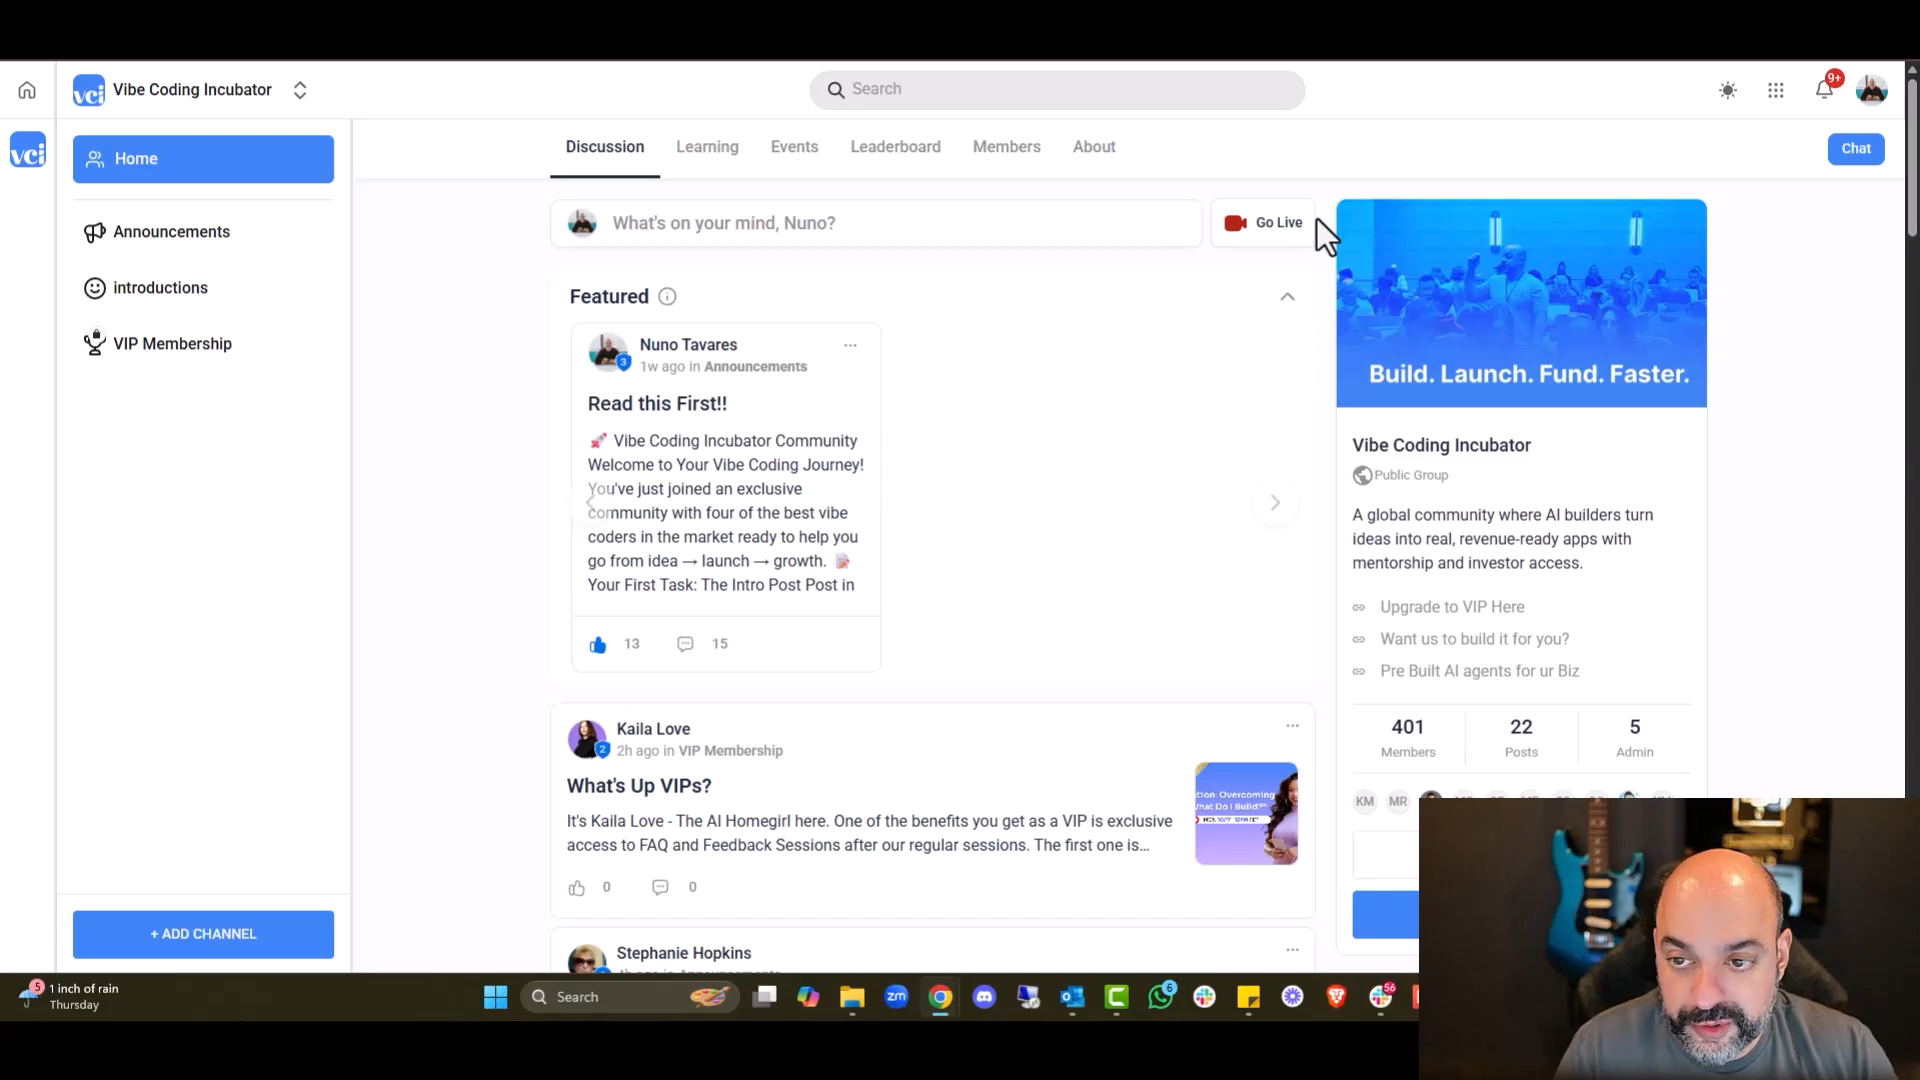 vci Vibe Coding Incubator
Search
9+
vci
Home
Announcements
introductions
VIP Membership
+ ADD CHANNEL
Discussion
Learning
Events
Leaderboard
Members
About
Chat
What's on your mind, Nuno?
Go Live
Featured
Nuno Tavares
3
1w ago in Announcements
Read this First!!
🚀 Vibe Coding Incubator Community
Welcome to Your Vibe Coding Journey!
You've just joined an exclusive
community with four of the best vibe
coders in the market ready to help you
go from idea → launch → growth. 📝
Your First Task: The Intro Post Post in
13
15
Kaila Love
2
2h ago in VIP Membership
What's Up VIPs?
It's Kaila Love - The AI Homegirl here. One of the benefits you get as a VIP is exclusive
access to FAQ and Feedback Sessions after our regular sessions. The first one is...
0
0
Stephanie Hopkins
Build. Launch. Fund. Faster.
Vibe Coding Incubator
Public Group
A global community where AI builders turn
ideas into real, revenue-ready apps with
mentorship and investor access.
Upgrade to VIP Here
Want us to build it for you?
Pre Built AI agents for ur Biz
401
Members
22
Posts
5
Admin
KM
MR
5
1 inch of rain
Thursday
Search
zm
6
56